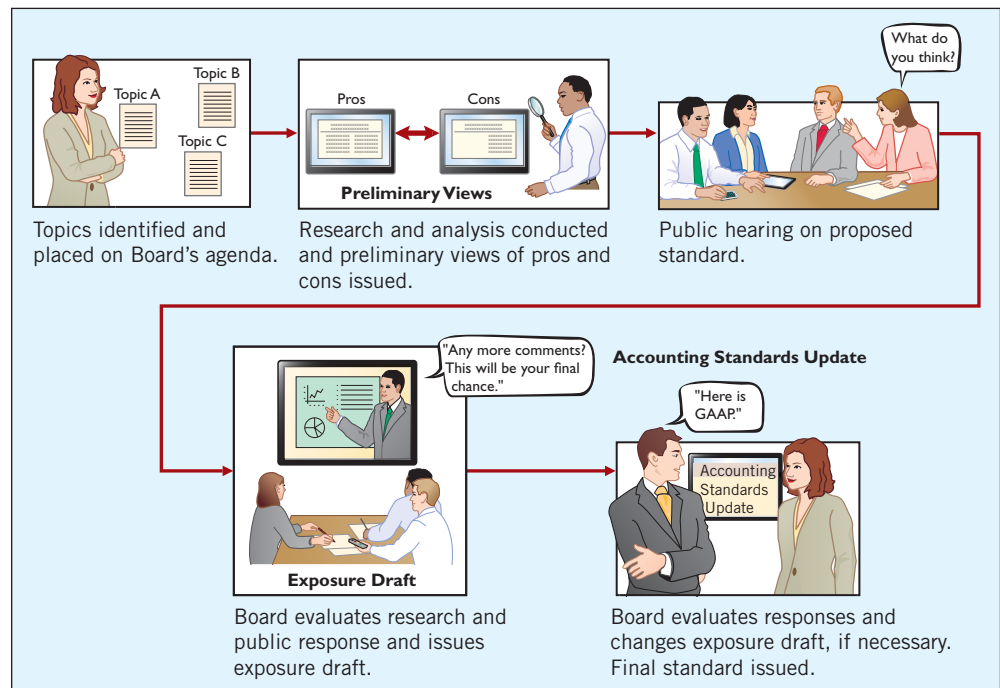 Topic A
Topic B
Topic C
Topics identified and
placed on Board's agenda.
Pros
Cons
Preliminary Views
Research and analysis conducted
and preliminary views of pros and
cons issued.
What do
you think?
Public hearing on proposed
standard.
"Any more comments?
This will be your final
chance."
Exposure Draft
Board evaluates research and
public response and issues
exposure draft.
Accounting Standards Update
"Here is
GAAP."
Accounting
Standards
Update
Board evaluates responses and
changes exposure draft, if necessary.
Final standard issued.